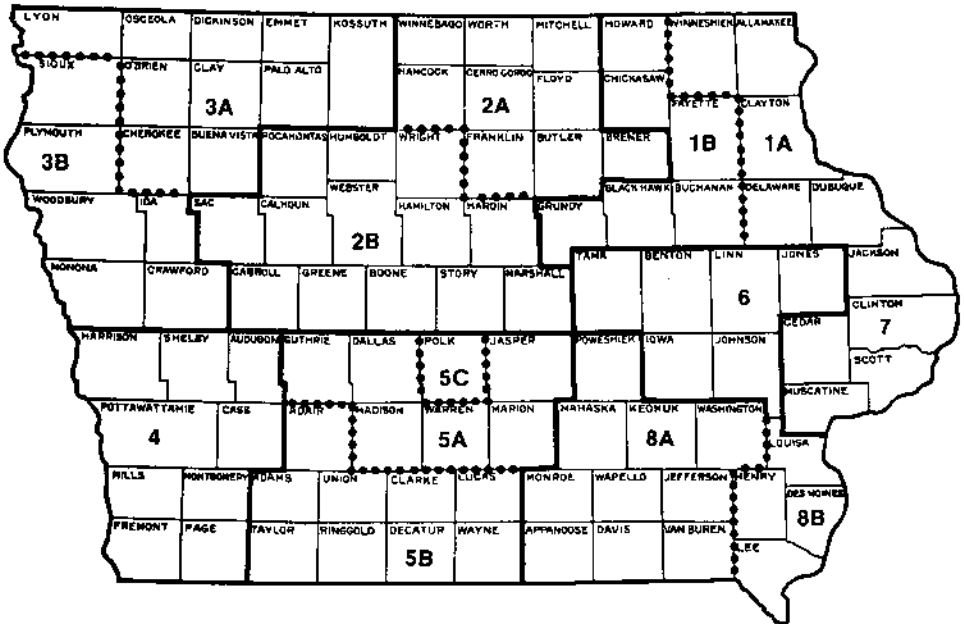 LYON OSCEOLA DICKINSON EMMET KOSSUTH WINNEBAGO WORTH MITCHELL HOWARD WINNESHIEK ALLAMAKEE
SIOUX O'BRIEN CLAY PALO ALTO HANCOCK CERRO GORDO FLOYD CHICKASAW
3A 2A FAYETTE CLAYTON
PLYMOUTH CHEROKEE BUENA VISTA POCAHONTAS HUMBOLDT WRIGHT FRANKLIN BUTLER BREMER 1B 1A
3B
WEBSTER BLACK HAWK BUCHANAN DELAWARE DUBUQUE
WOODBURY IDA SAC CALHOUN HAMILTON HARDIN GRUNDY
2B
MONONA CRAWFORD CARROLL GREENE BOONE STORY MARSHALL TAMA BENTON LINN JONES JACKSON
6 CLINTON
CEDAR 7
HARRISON SHELBY AUDUBON GUTHRIE DALLAS POLK JASPER POWESHIEK IOWA JOHNSON SCOTT
5C
MUSCATINE
POTTAWATTAMIE CASS ADAIR MADISON WARREN MARION MAHASKA KEOKUK WASHINGTON
4 5A 8A LOUISA
MILLS MONTGOMERY ADAMS UNION CLARKE LUCAS MONROE WAPELLO JEFFERSON HENRY
DES MOINES
8B
FREMONT PAGE TAYLOR RINGGOLD DECATUR WAYNE APPANOOSE DAVIS VAN BUREN
LEE
5B